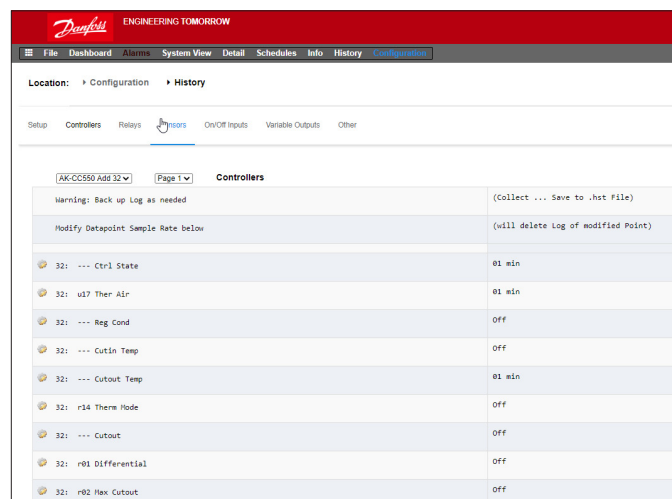 Danfoss ENGINEERING TOMORROW
File Dashboard Alarms System View Detail Schedules Info History Configuration
Location: Configuration History
Setup Controllers Relays Sensors On/Off Inputs Variable Outputs Other
AK-CC550 Add 32 Page 1 Controllers
Warning: Back up Log as needed (Collect ... Save to .hst File)
Modify Datapoint Sample Rate below (will delete Log of modified Point)
32: --- Ctrl State 01 min
32: u17 Ther Air 01 min
32: --- Reg Cond Off
32: --- Cutin Temp Off
32: --- Cutout Temp 01 min
32: r14 Therm Mode Off
32: --- Cutout Off
32: r01 Differential Off
32: r02 Max Cutout Off